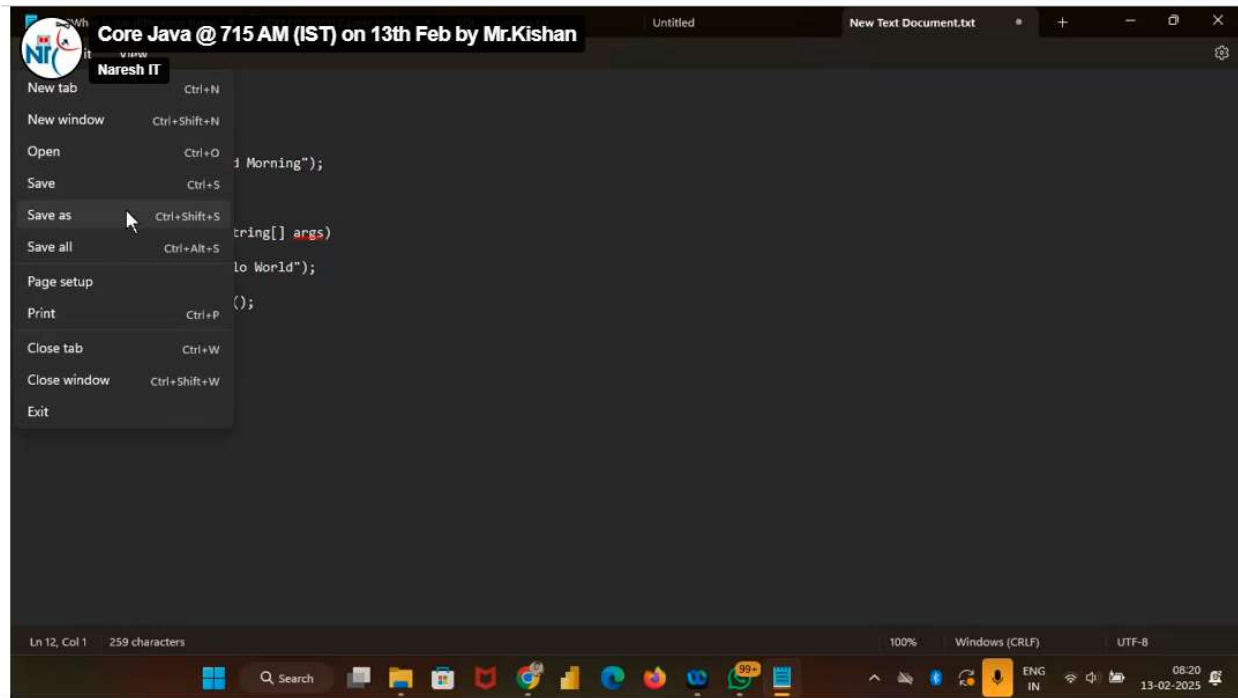 Untitled New Text Document.txt
Core Java @ 715 AM (IST) on 13th Feb by Mr.Kishan
NT
Naresh IT
New tab Ctrl+N
New window Ctrl+Shift+N
Open Ctrl+O
d Morning");
Save Ctrl+S
Save as Ctrl+Shift+S
tring[] args)
Save all Ctrl+Alt+S
lo World");
Page setup
();
Print Ctrl+P
Close tab Ctrl+W
Close window Ctrl+Shift+W
Exit
Ln 12, Col 1 259 characters 100% Windows (CRLF) UTF-8
Search 99+ ENG 08:20
IN 13-02-2025